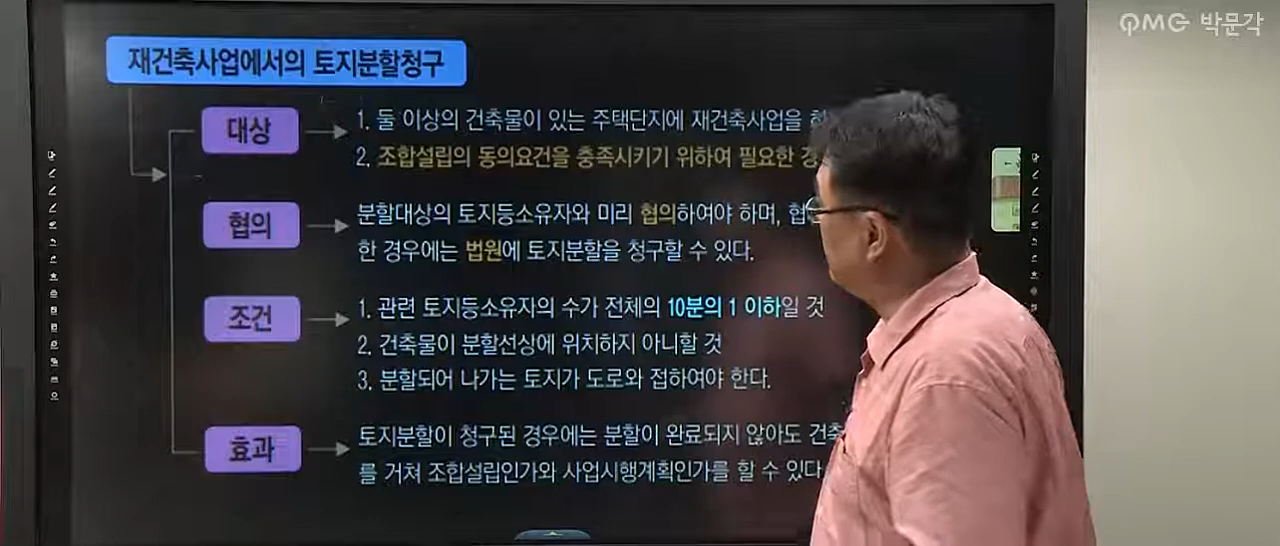 PMG 박문각
재건축사업에서의 토지분할청구
대상
1. 둘 이상의 건축물이 있는 주택단지에 재건축사업을
2. 조합설립의 동의요건을 충족시키기 위하여 필요한
협의
분할대상의 토지등소유자와 미리 협의하여야 하며,
한 경우에는 법원에 토지분할을 청구할 수 있다.
조건
1. 관련 토지등소유자의 수가 전체의 10분의 1 이하일 것
2. 건축물이 분할선상에 위치하지 아니할 것
3. 분할되어 나가는 토지가 도로와 접하여야 한다.
효과
토지분할이 청구된 경우에는 분할이 완료되지 않아도
를 거쳐 조합설립인가와 사업시행계획인가를 할 수 있다